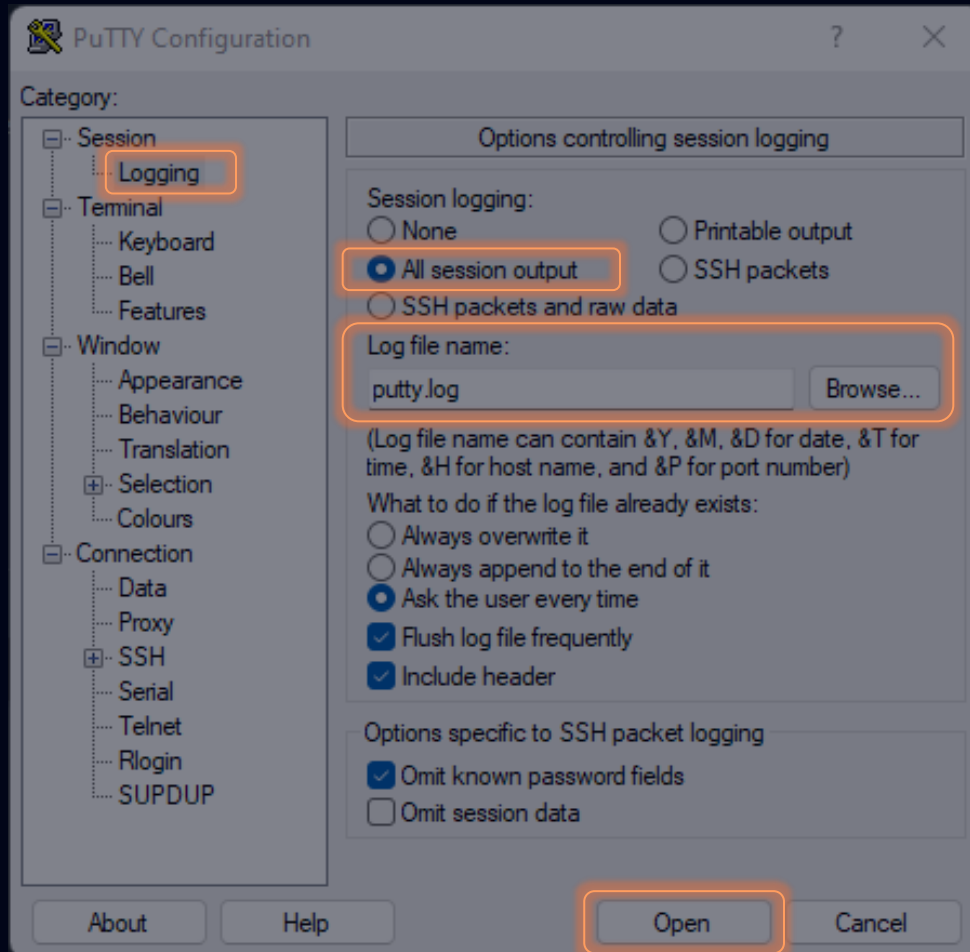 PuTTY Configuration
?
Category:
Session
Logging
Terminal
Keyboard
Bell
Features
Window
Appearance
Behaviour
Translation
Selection
Colours
Connection
Data
Proxy
SSH
Serial
Telnet
Rlogin
SUPDUP
Options controlling session logging
Session logging:
None
Printable output
All session output
SSH packets
SSH packets and raw data
Log file name:
putty.log
Browse...
(Log file name can contain &Y, &M, &D for date, &T for
time, &H for host name, and &P for port number)
What to do if the log file already exists:
Always overwrite it
Always append to the end of it
Ask the user every time
Flush log file frequently
Include header
Options specific to SSH packet logging
Omit known password fields
Omit session data
About
Help
Open
Cancel